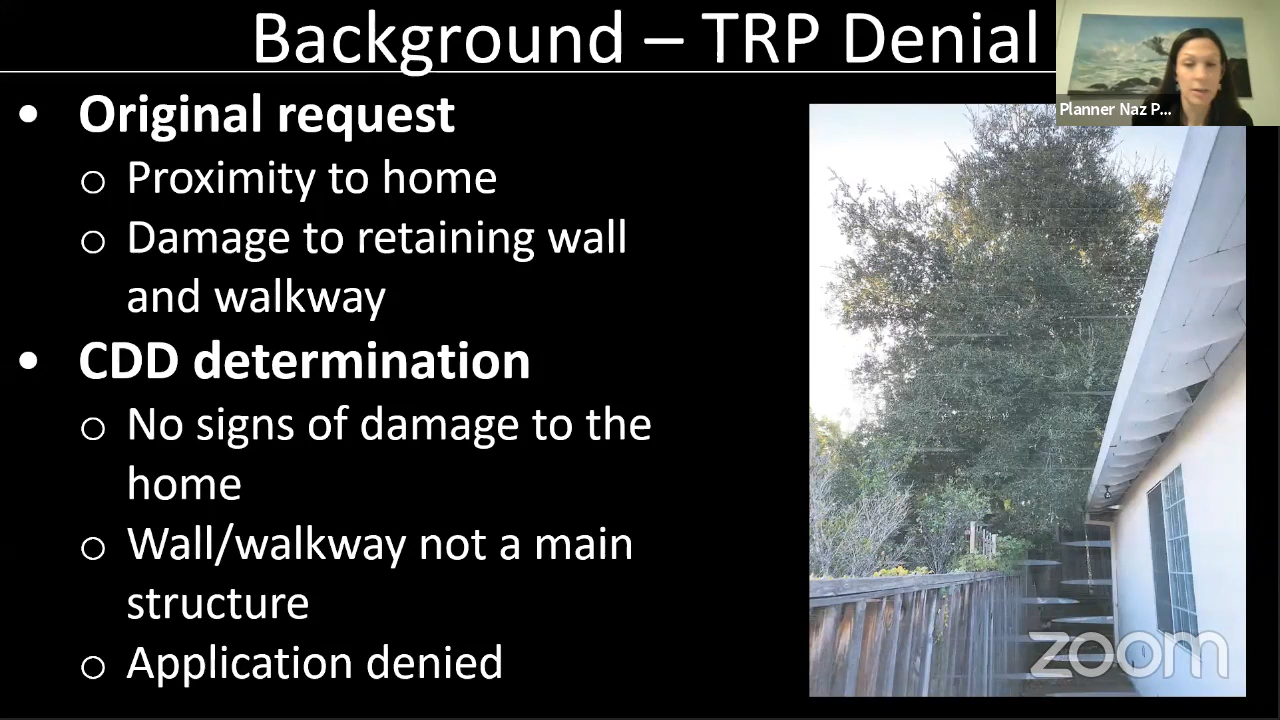 Background – TRP Denial
Planner Naz P...
• Original request
o Proximity to home
o Damage to retaining wall
and walkway
• CDD determination
o No signs of damage to the
home
o Wall/walkway not a main
structure
o Application denied
zoom